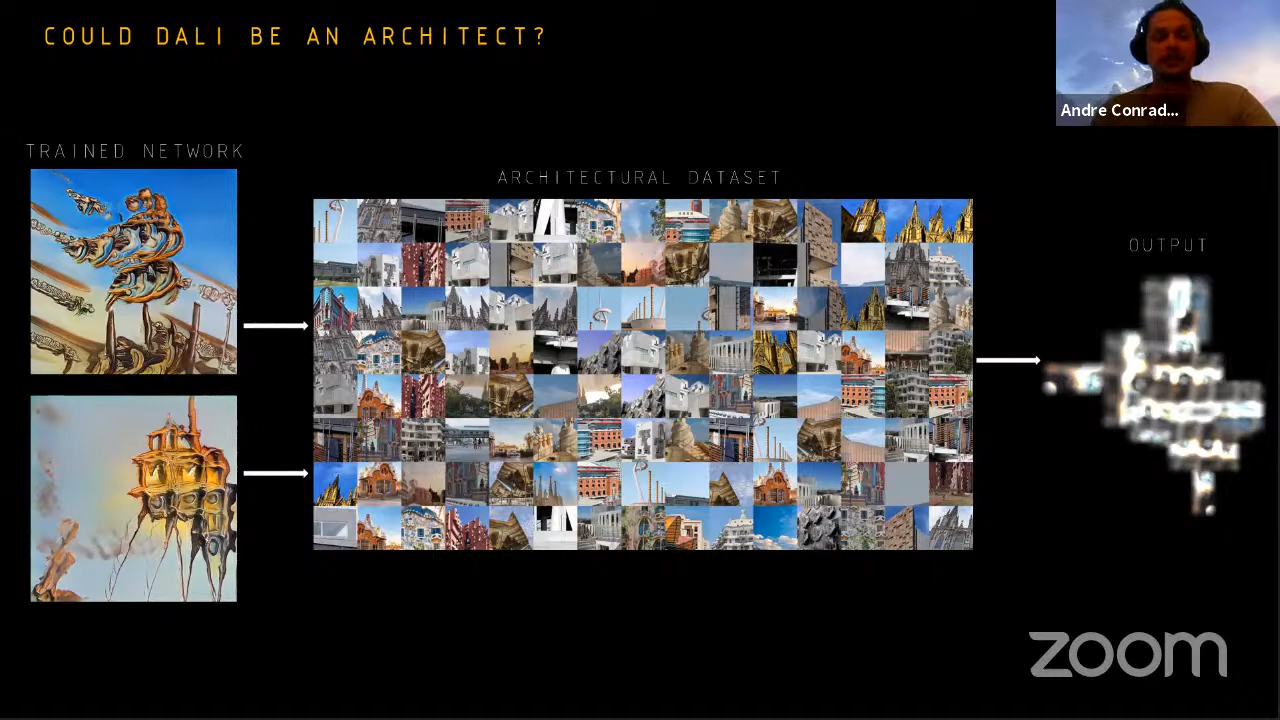 COULD DALI BE AN ARCHITECT?
Andre Conrad...
TRAINED NETWORK
ARCHITECTURAL DATASET
OUTPUT
zoom